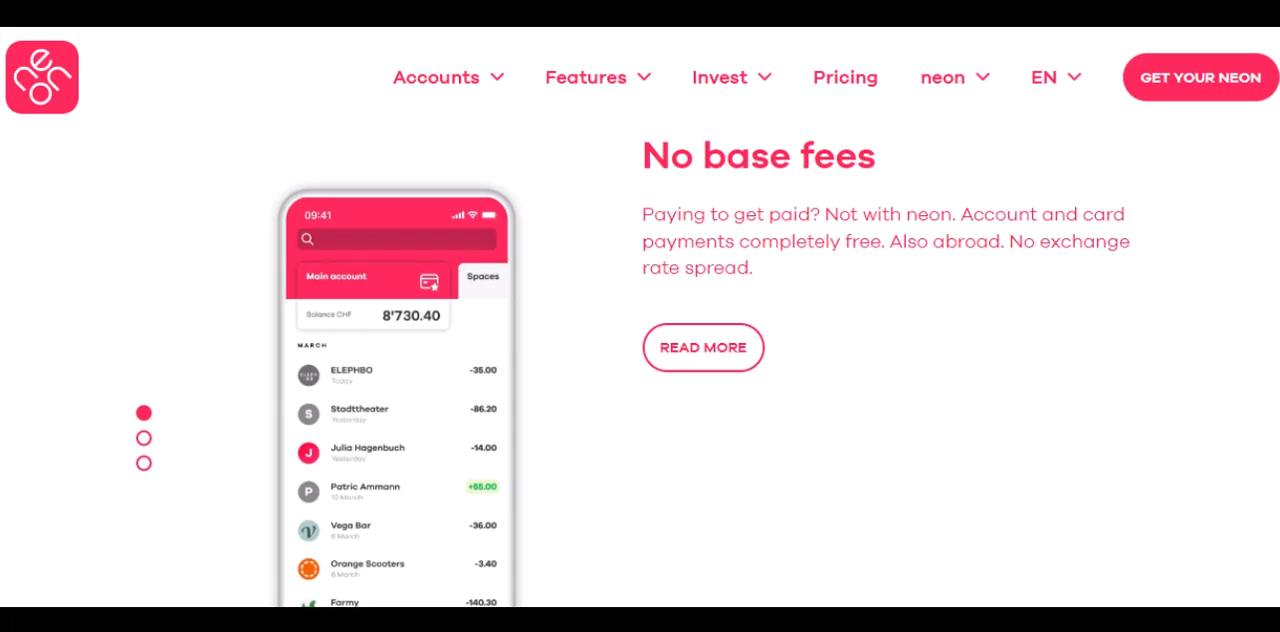 neon
Accounts Features Invest Pricing neon EN GET YOUR NEON
No base fees
Paying to get paid? Not with neon. Account and card
payments completely free. Also abroad. No exchange
rate spread.
READ MORE
09:41
Main account Spaces
Balance CHF 8'730.40
MARCH
ELEPHBO -35.00
Today
S Stadttheater -86.20
Yesterday
J Julia Hagenbuch -14.00
Yesterday
P Patric Ammann +55.00
10 March
V Vega Bar -36.00
8 March
Orange Scooters -3.40
6 March
Farmy -140.30